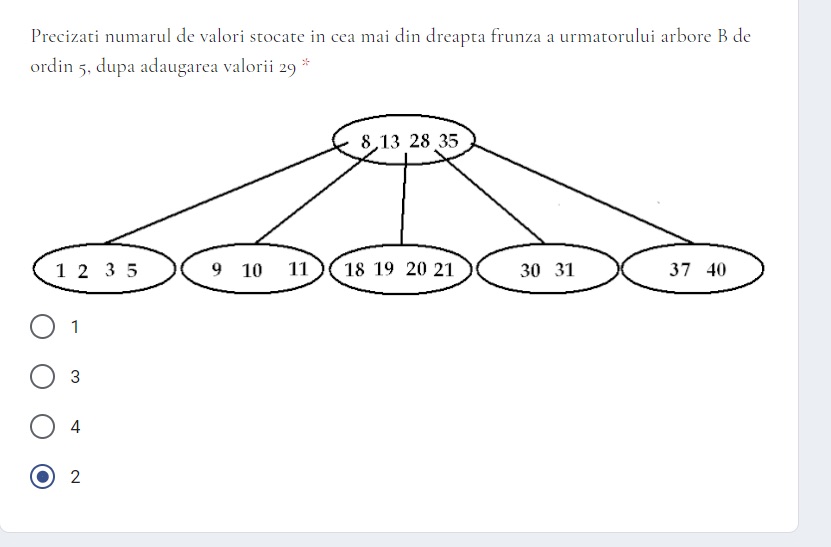 Precizati numarul de valori stocate in cea mai din dreapta frunza a urmatorului arbore B de
ordin 5, dupa adaugarea valorii 29 *
8 13 28 35
1 2 3 5 9 10 11 18 19 20 21 30 31 37 40
1
3
4
2